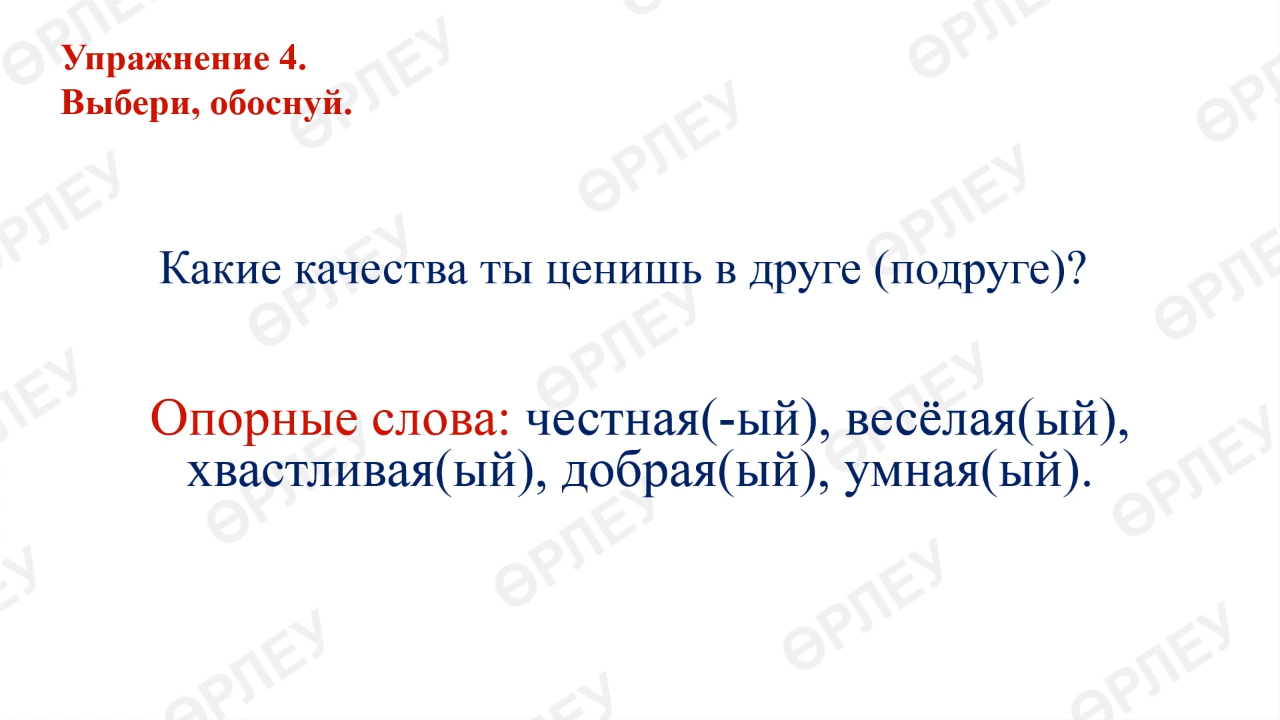 Упражнение 4.
Выбери, обоснуй.
Какие качества ты ценишь в друге (подруге)?
Опорные слова: честная(-ый), весёлая(ый),
хвастливая(ый), добрая(ый), умная(ый).
ӨРЛЕУ